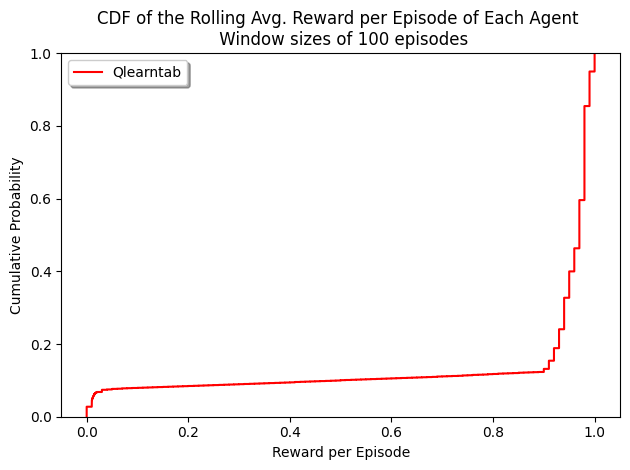 CDF of the Rolling Avg. Reward per Episode of Each Agent
Window sizes of 100 episodes
Qlearntab
Cumulative Probability
1.0
0.8
0.6
0.4
0.2
0.0
0.0 0.2 0.4 0.6 0.8 1.0
Reward per Episode